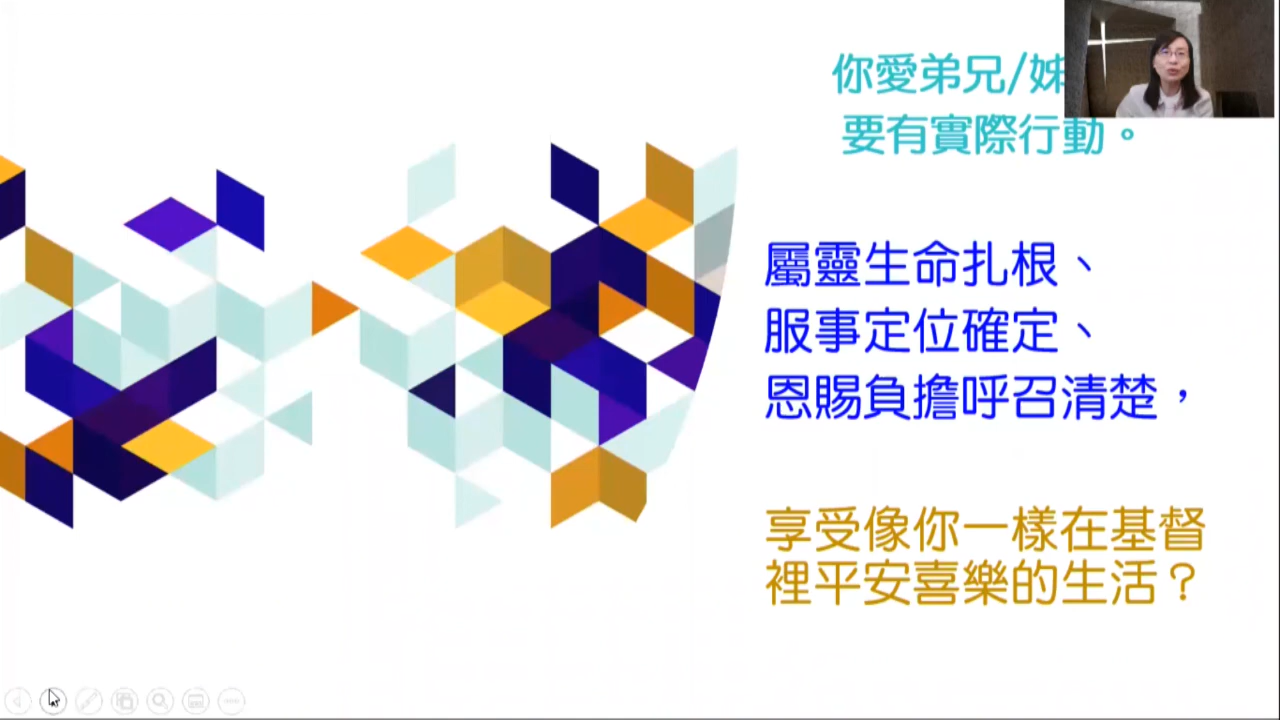 你愛弟兄/姊
要有實際行動。
屬靈生命扎根、
服事定位確定、
恩賜負擔呼召清楚，
享受像你一樣在基督
裡平安喜樂的生活？